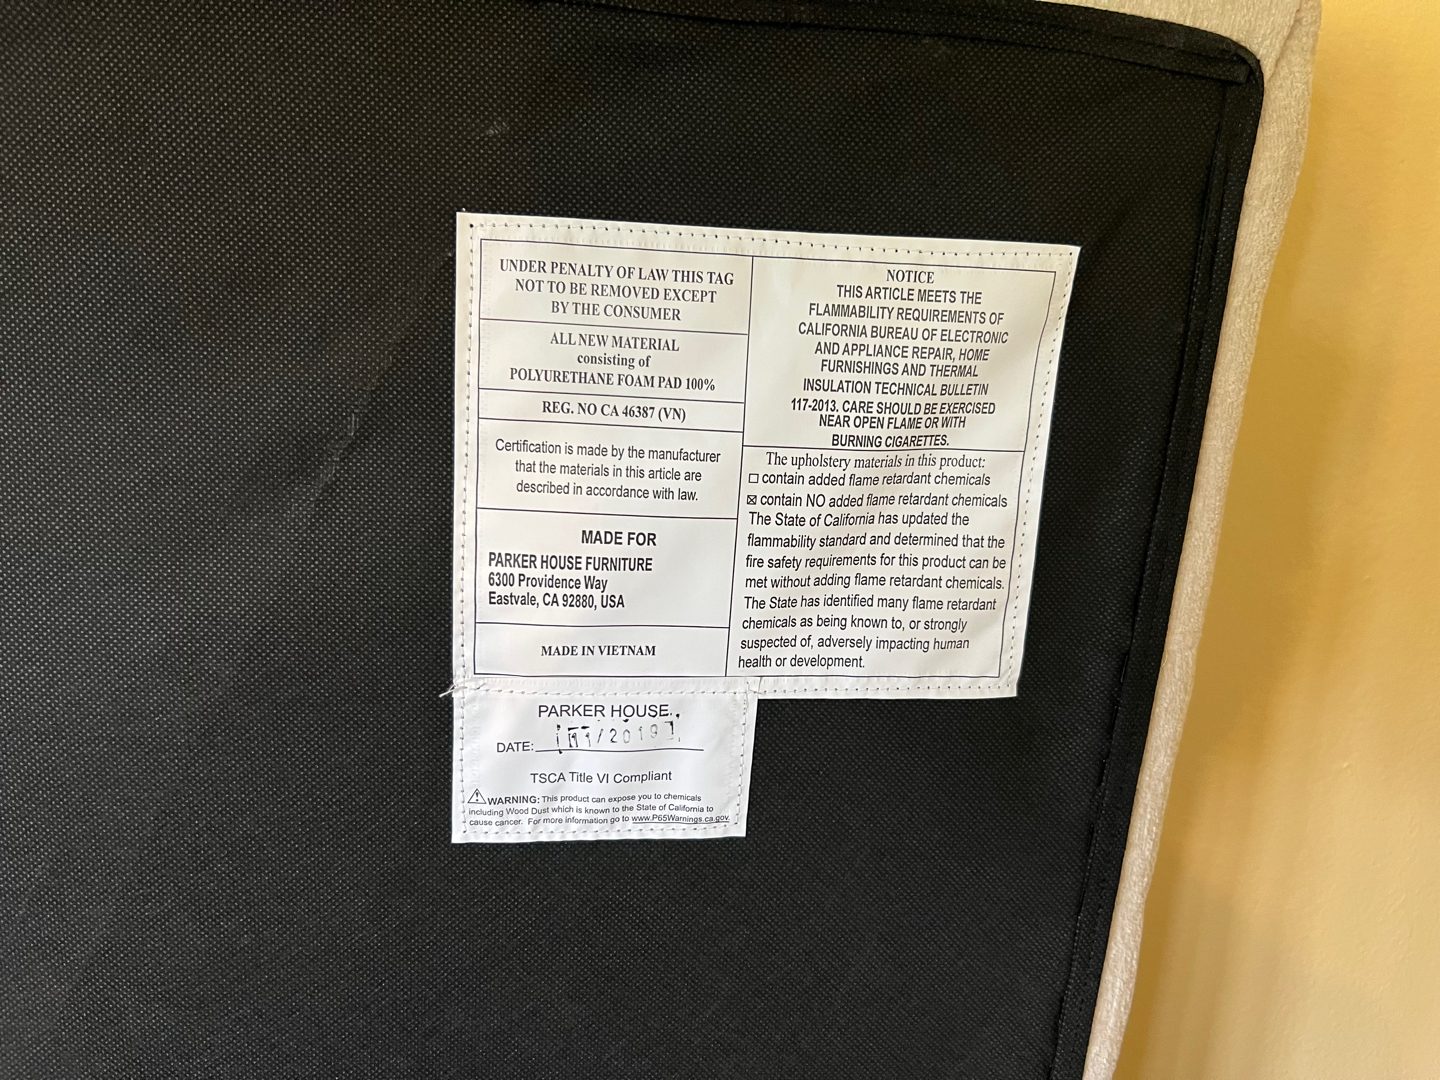 UNDER PENALTY OF LAW THIS TAG
NOT TO BE REMOVED EXCEPT
BY THE CONSUMER
ALL NEW MATERIAL
consisting of
POLYURETHANE FOAM PAD 100%
REG. NO CA 46387 (VN)
Certification is made by the manufacturer
that the materials in this article are
described in accordance with law.
MADE FOR
PARKER HOUSE FURNITURE
6300 Providence Way
Eastvale, CA 92880, USA
MADE IN VIETNAM
NOTICE
THIS ARTICLE MEETS THE
FLAMMABILITY REQUIREMENTS OF
CALIFORNIA BUREAU OF ELECTRONIC
AND APPLIANCE REPAIR, HOME
FURNISHINGS AND THERMAL
INSULATION TECHNICAL BULLETIN
117-2013. CARE SHOULD BE EXERCISED
NEAR OPEN FLAME OR WITH
BURNING CIGARETTES.
The upholstery materials in this product:
☐ contain added flame retardant chemicals
☒ contain NO added flame retardant chemicals
The State of California has updated the
flammability standard and determined that the
fire safety requirements for this product can be
met without adding flame retardant chemicals.
The State has identified many flame retardant
chemicals as being known to, or strongly
suspected of, adversely impacting human
health or development.
PARKER HOUSE.
DATE: 11/2019
TSCA Title VI Compliant
⚠ WARNING: This product can expose you to chemicals
including Wood Dust which is known to the State of California to
cause cancer. For more information go to www.P65Warnings.ca.gov.